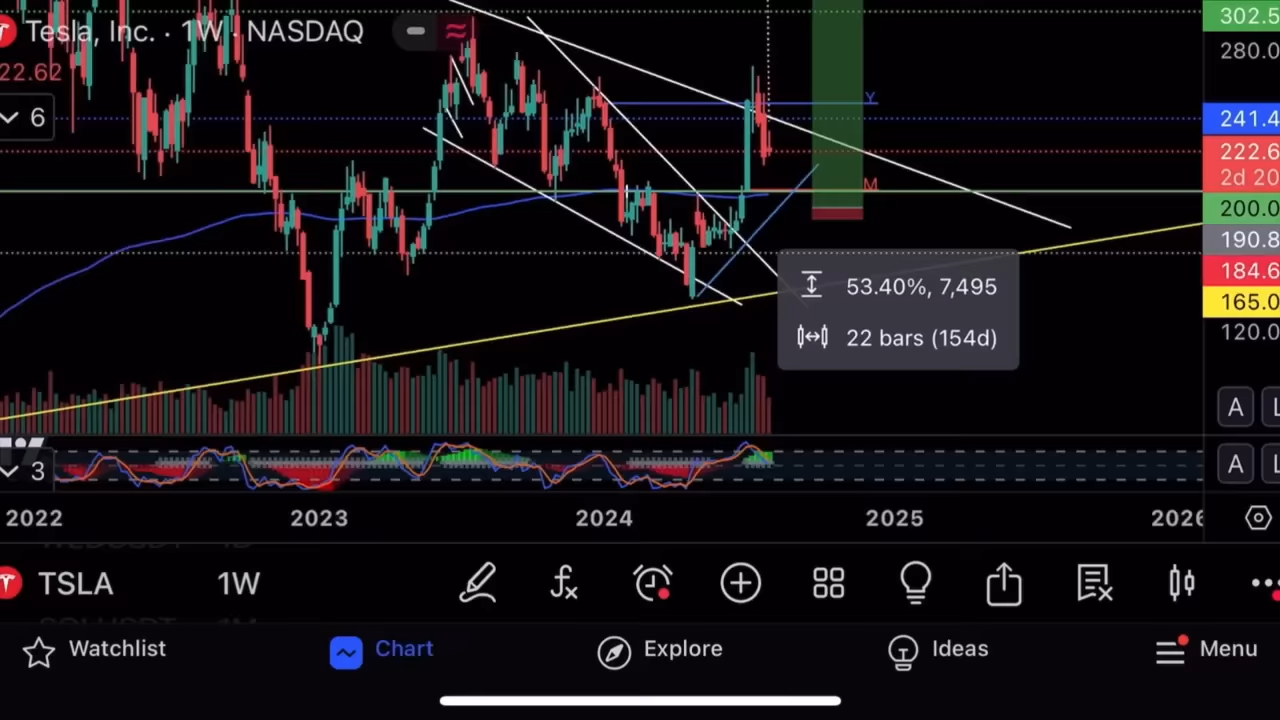 Tesla, Inc. · 1W · NASDAQ
22.62
6
Y
M
302.5
280.0
241.4
222.6
2d 20
200.0
190.8
184.6
165.0
120.0
53.40%, 7,495
22 bars (154d)
A L
3
A L
2022 2023 2024 2025 2026
TSLA 1W
Watchlist Chart Explore Ideas Menu